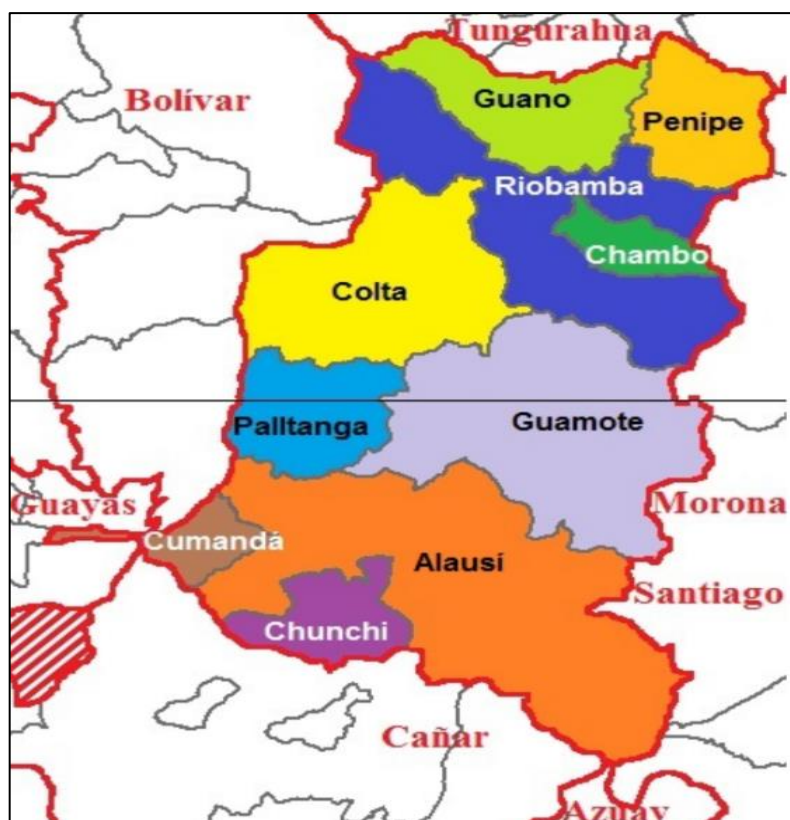 Tungurahua
Bolívar
Guano
Penipe
Riobamba
Chambo
Colta
Palltanga
Guamote
Guayas
Morona
Cumandá
Alausí
Santiago
Chunchi
Cañar
Azuay